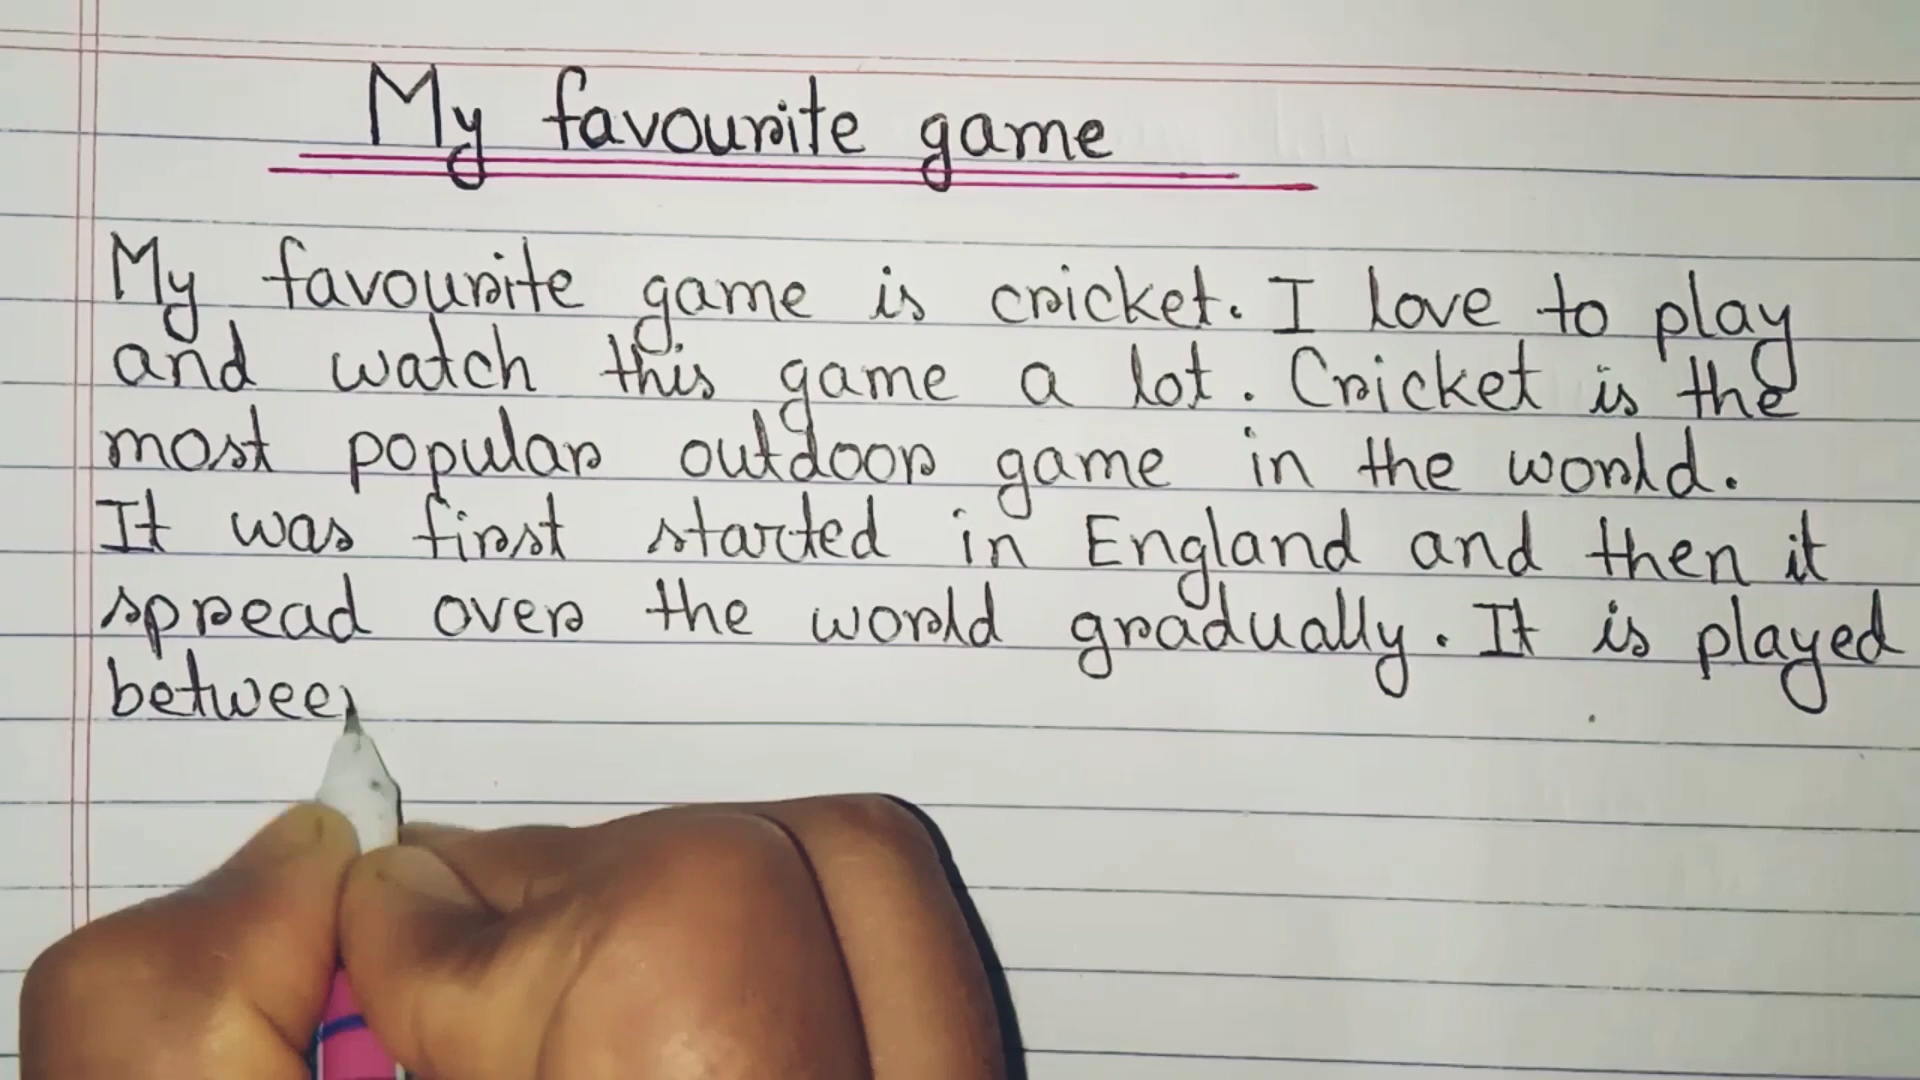 My favourite game
My favourite game is cricket. I love to play
and watch this game a lot. Cricket is the
most popular outdoor game in the world.
It was first started in England and then it
spread over the world gradually. It is played
betwee